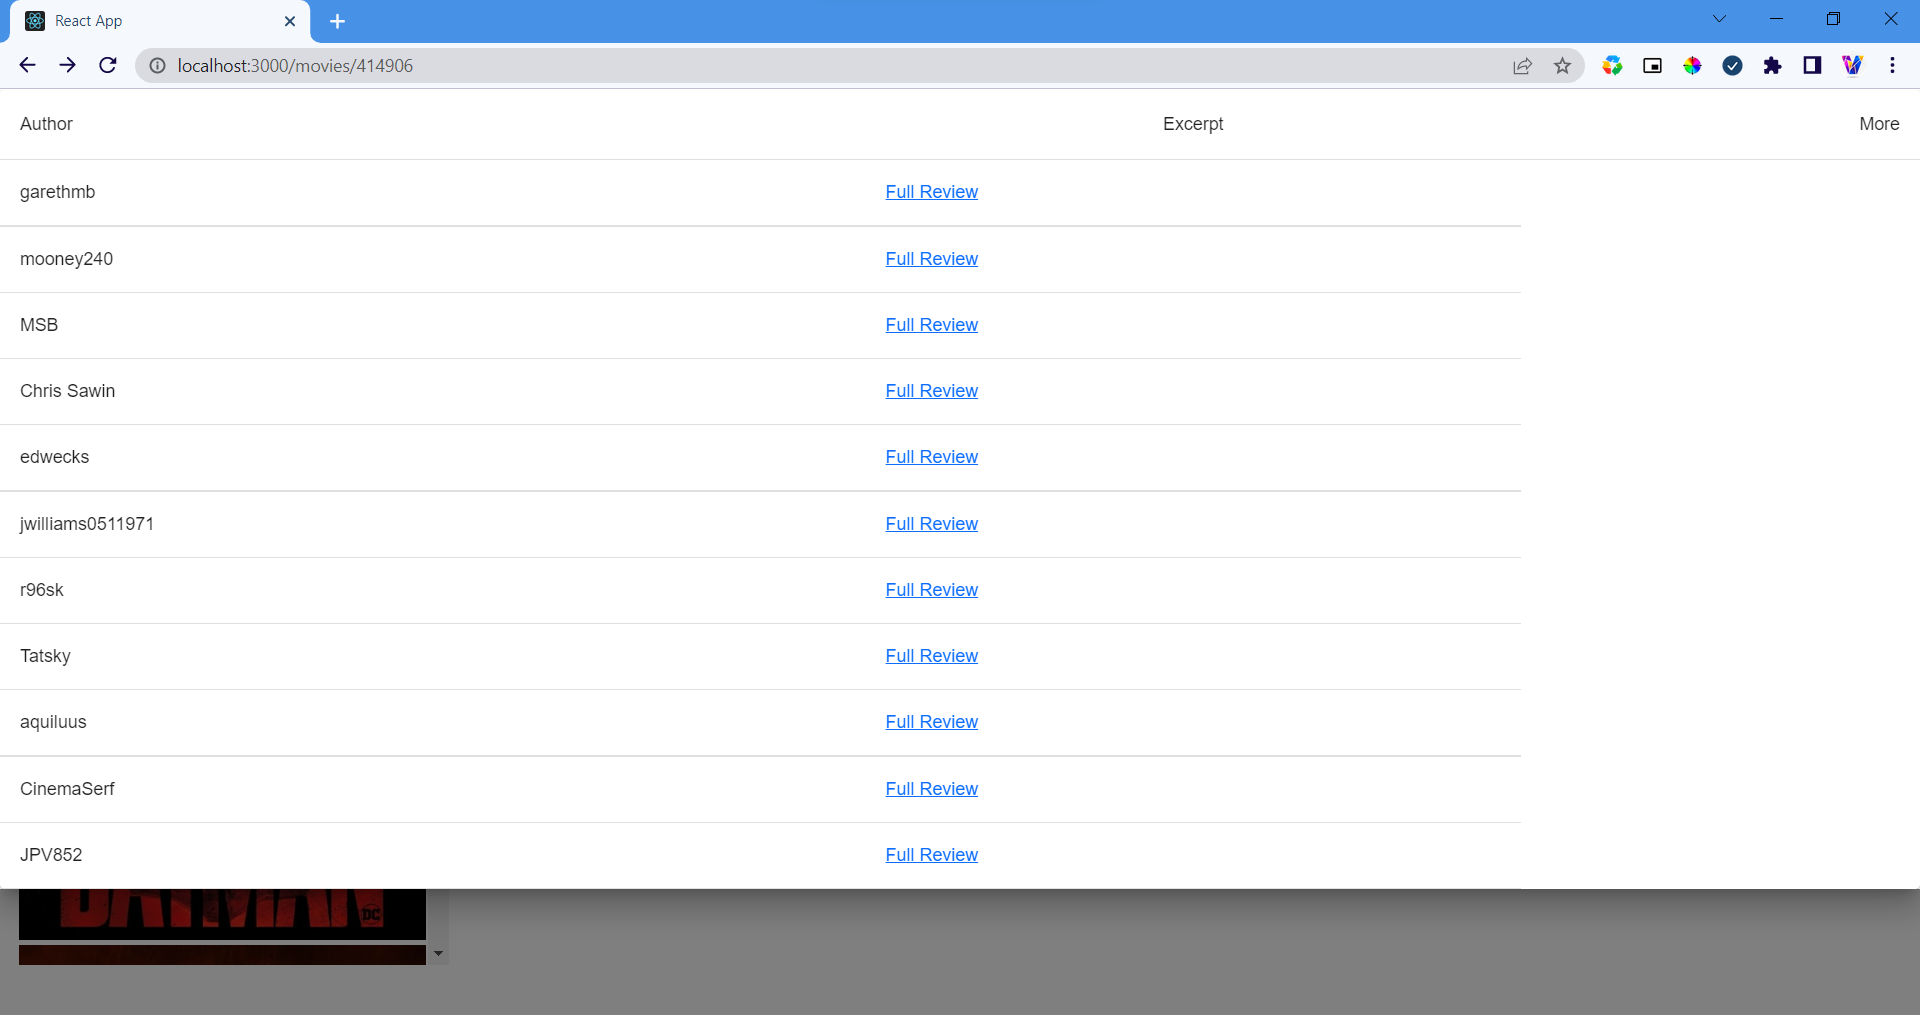 React App
localhost:3000/movies/414906
Author Excerpt More
garethmb Full Review
mooney240 Full Review
MSB Full Review
Chris Sawin Full Review
edwecks Full Review
jwilliams0511971 Full Review
r96sk Full Review
Tatsky Full Review
aquiluus Full Review
CinemaSerf Full Review
JPV852 Full Review
BATMAN
DC